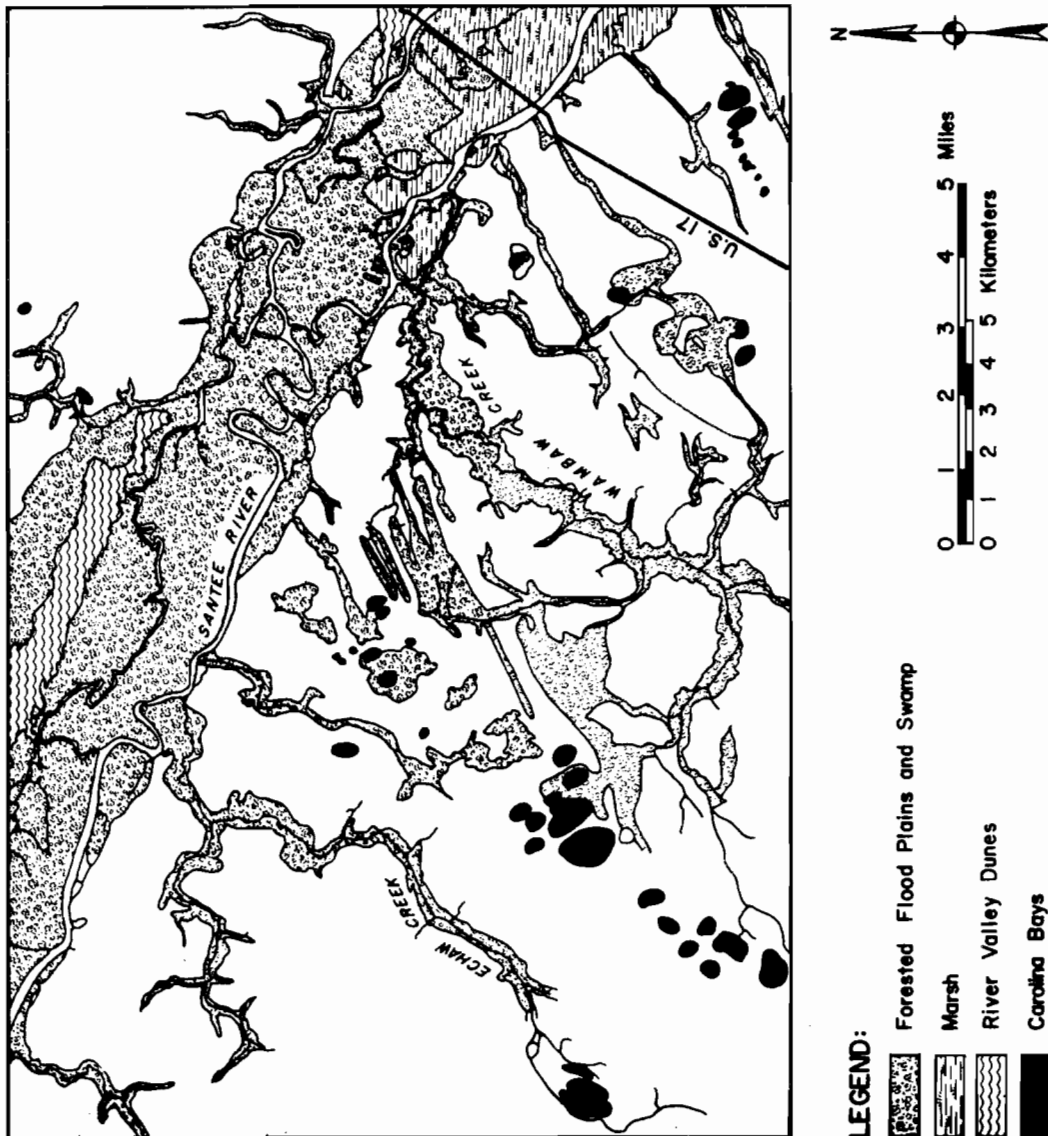 SANTEE RIVER
WAMBAW CREEK
ECHAW CREEK
U.S. 17
N
0 1 2 3 4 5 Miles
0 1 2 3 4 5 Kilometers
LEGEND:
Forested Flood Plains and Swamp
Marsh
River Valley Dunes
Carolina Bays